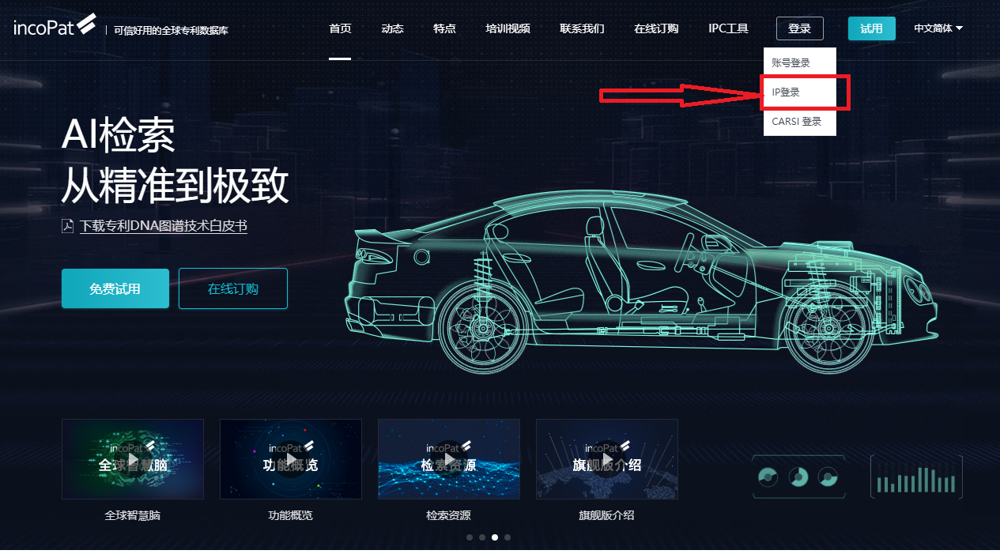 incoPat 可信好用的全球专利数据库
首页 动态 特点 培训视频 联系我们 在线订购 IPC工具 登录 试用 中文简体
账号登录
IP登录
CARSI 登录
AI检索
从精准到极致
下载专利DNA图谱技术白皮书
免费试用 在线订购
incoPat incoPat incoPat incoPat
全球智慧脑 功能概览 检索资源 旗舰版介绍
全球智慧脑 功能概览 检索资源 旗舰版介绍